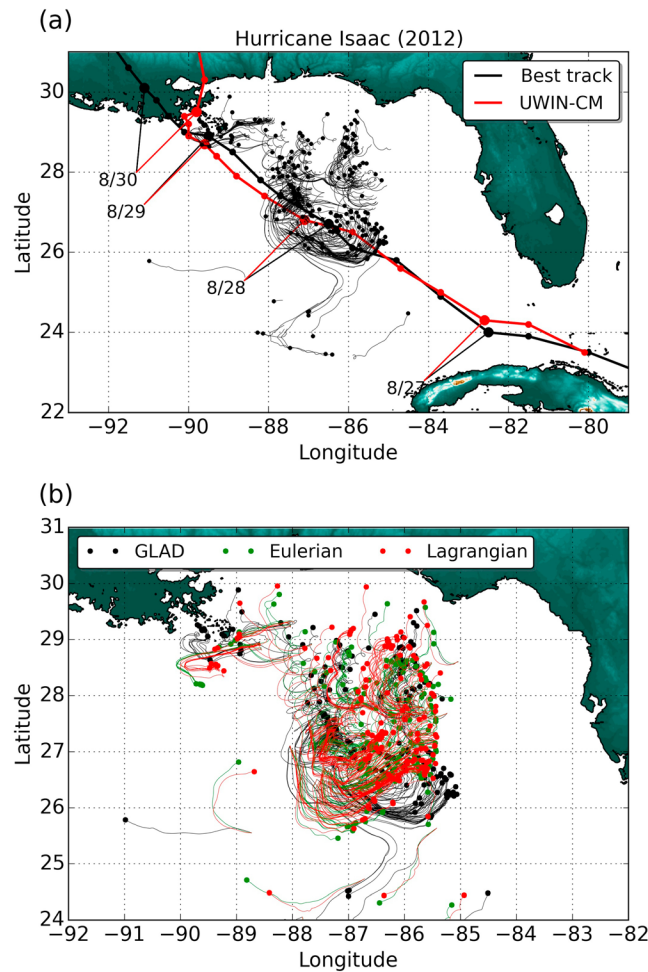 (a)
Hurricane Isaac (2012)
Best track
UWIN-CM
8/30
8/29
8/28
8/27
31
30
28
26
24
22
Latitude
−92 −90 −88 −86 −84 −82 −80
Longitude
(b)
GLAD Eulerian Lagrangian
31
30
29
28
27
26
25
24
Latitude
−92 −91 −90 −89 −88 −87 −86 −85 −84 −83 −82
Longitude